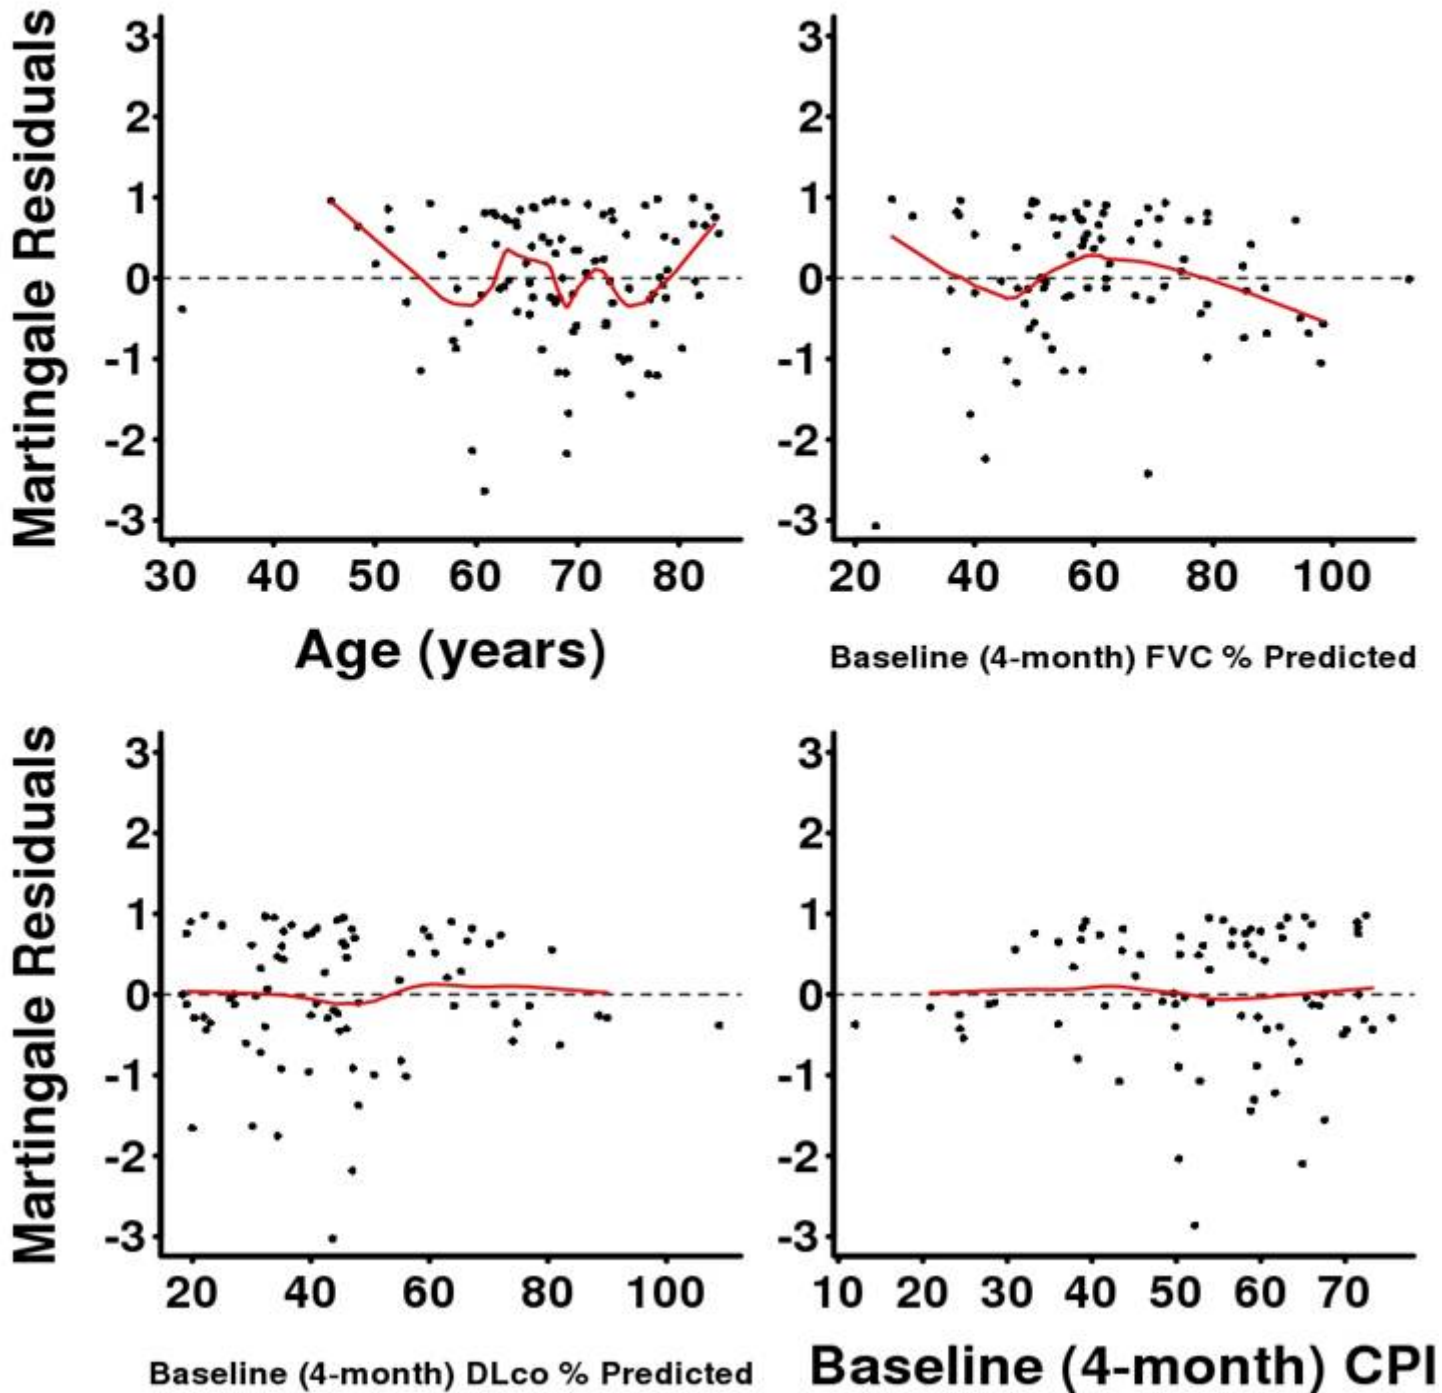 Martingale Residuals
3
2
1
0
-1
-2
-3
30 40 50 60 70 80
Age (years)
3
2
1
0
-1
-2
-3
20 40 60 80 100
Baseline (4-month) FVC % Predicted
Martingale Residuals
3
2
1
0
-1
-2
-3
20 40 60 80 100
Baseline (4-month) DLco % Predicted
3
2
1
0
-1
-2
-3
10 20 30 40 50 60 70
Baseline (4-month) CPI